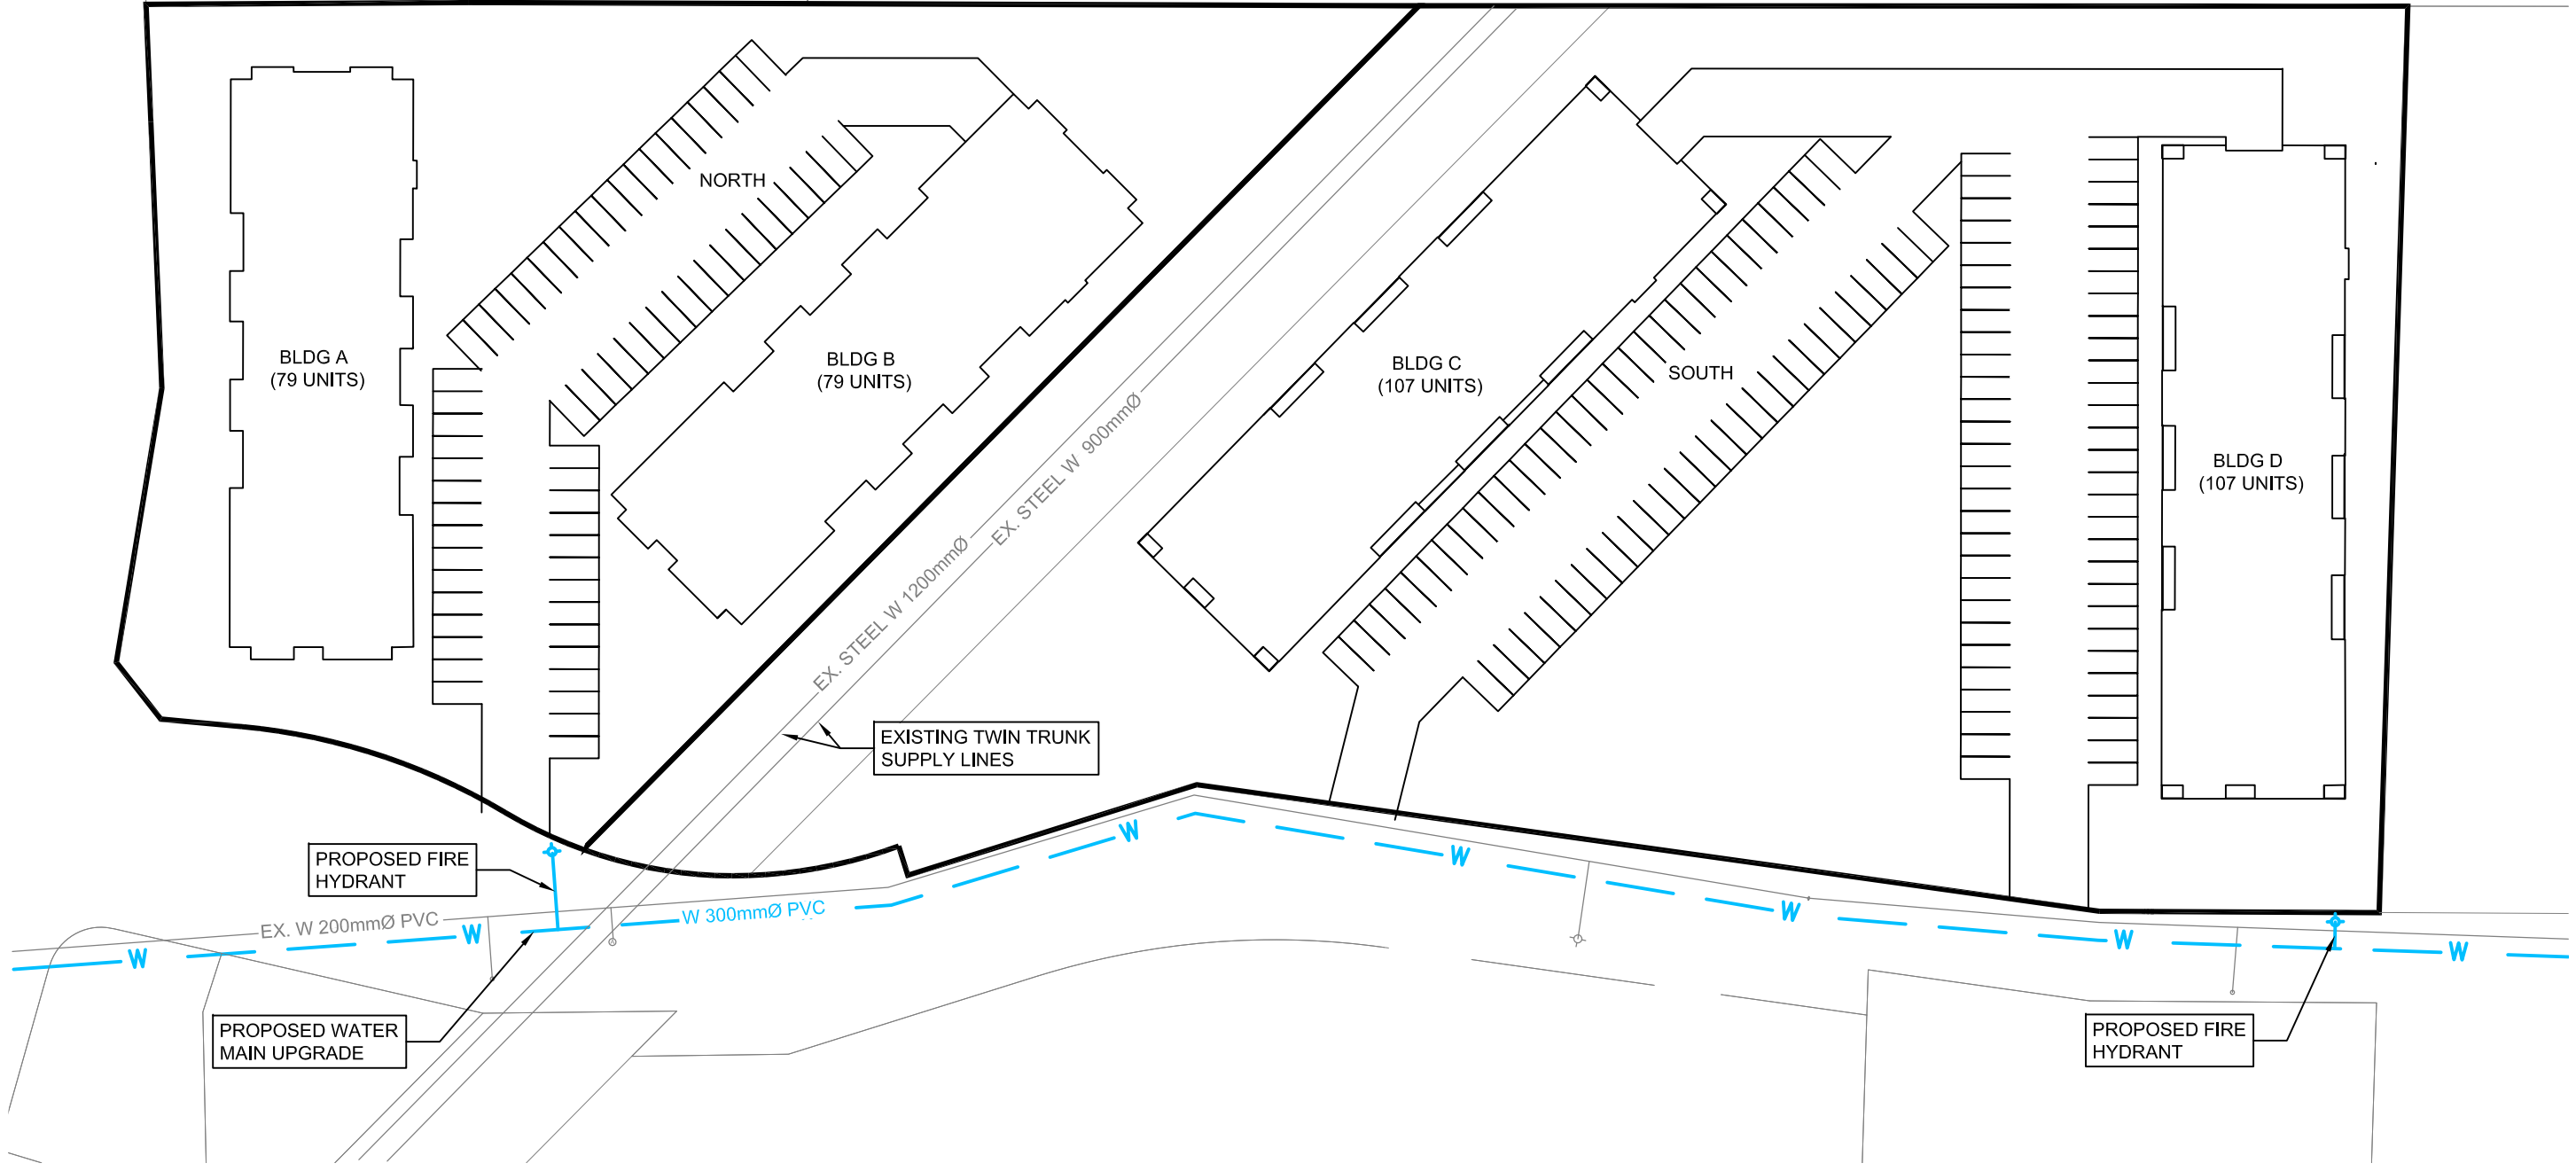 NORTH
BLDG A
(79 UNITS)
BLDG B
(79 UNITS)
BLDG C
(107 UNITS)
SOUTH
BLDG D
(107 UNITS)
EX. STEEL W 900mmØ
EX. STEEL W 1200mmØ
EXISTING TWIN TRUNK
SUPPLY LINES
PROPOSED FIRE
HYDRANT
EX. W 200mmØ PVC
W 300mmØ PVC
W
W
W
W
W
W
W
PROPOSED WATER
MAIN UPGRADE
PROPOSED FIRE
HYDRANT